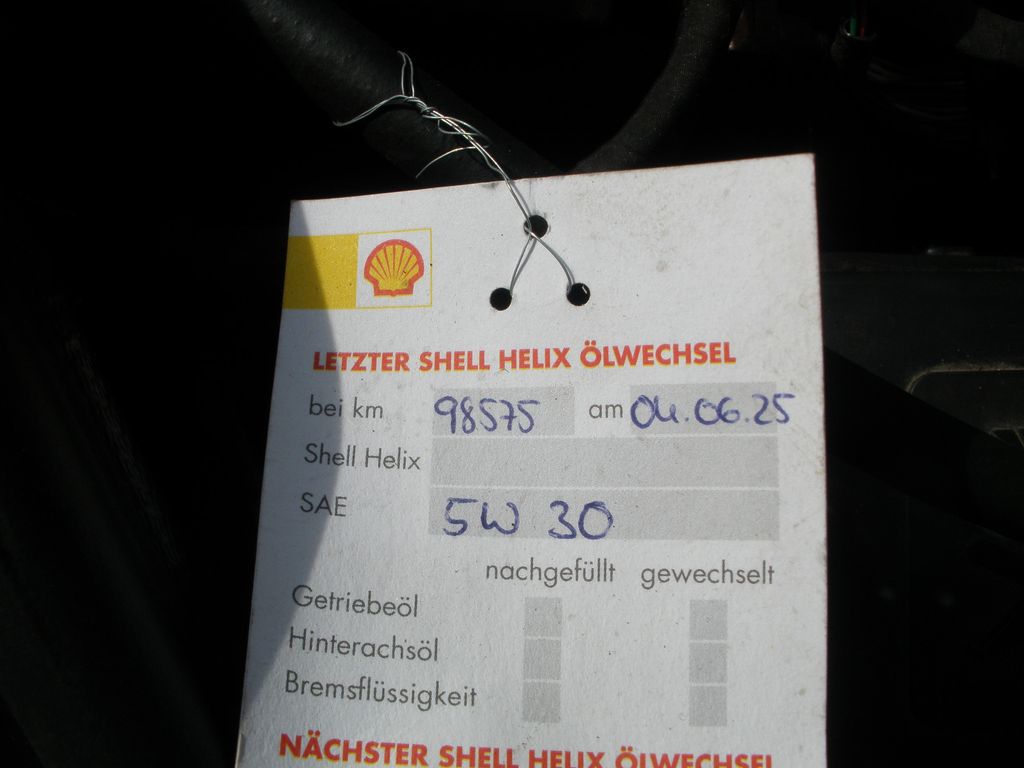 LETZTER SHELL HELIX ÖLWECHSEL
bei km 98575 am 04.06.25
Shell Helix
SAE 5W 30
nachgefüllt gewechselt
Getriebeöl
Hinterachsöl
Bremsflüssigkeit
NÄCHSTER SHELL HELIX ÖLWECHSEL